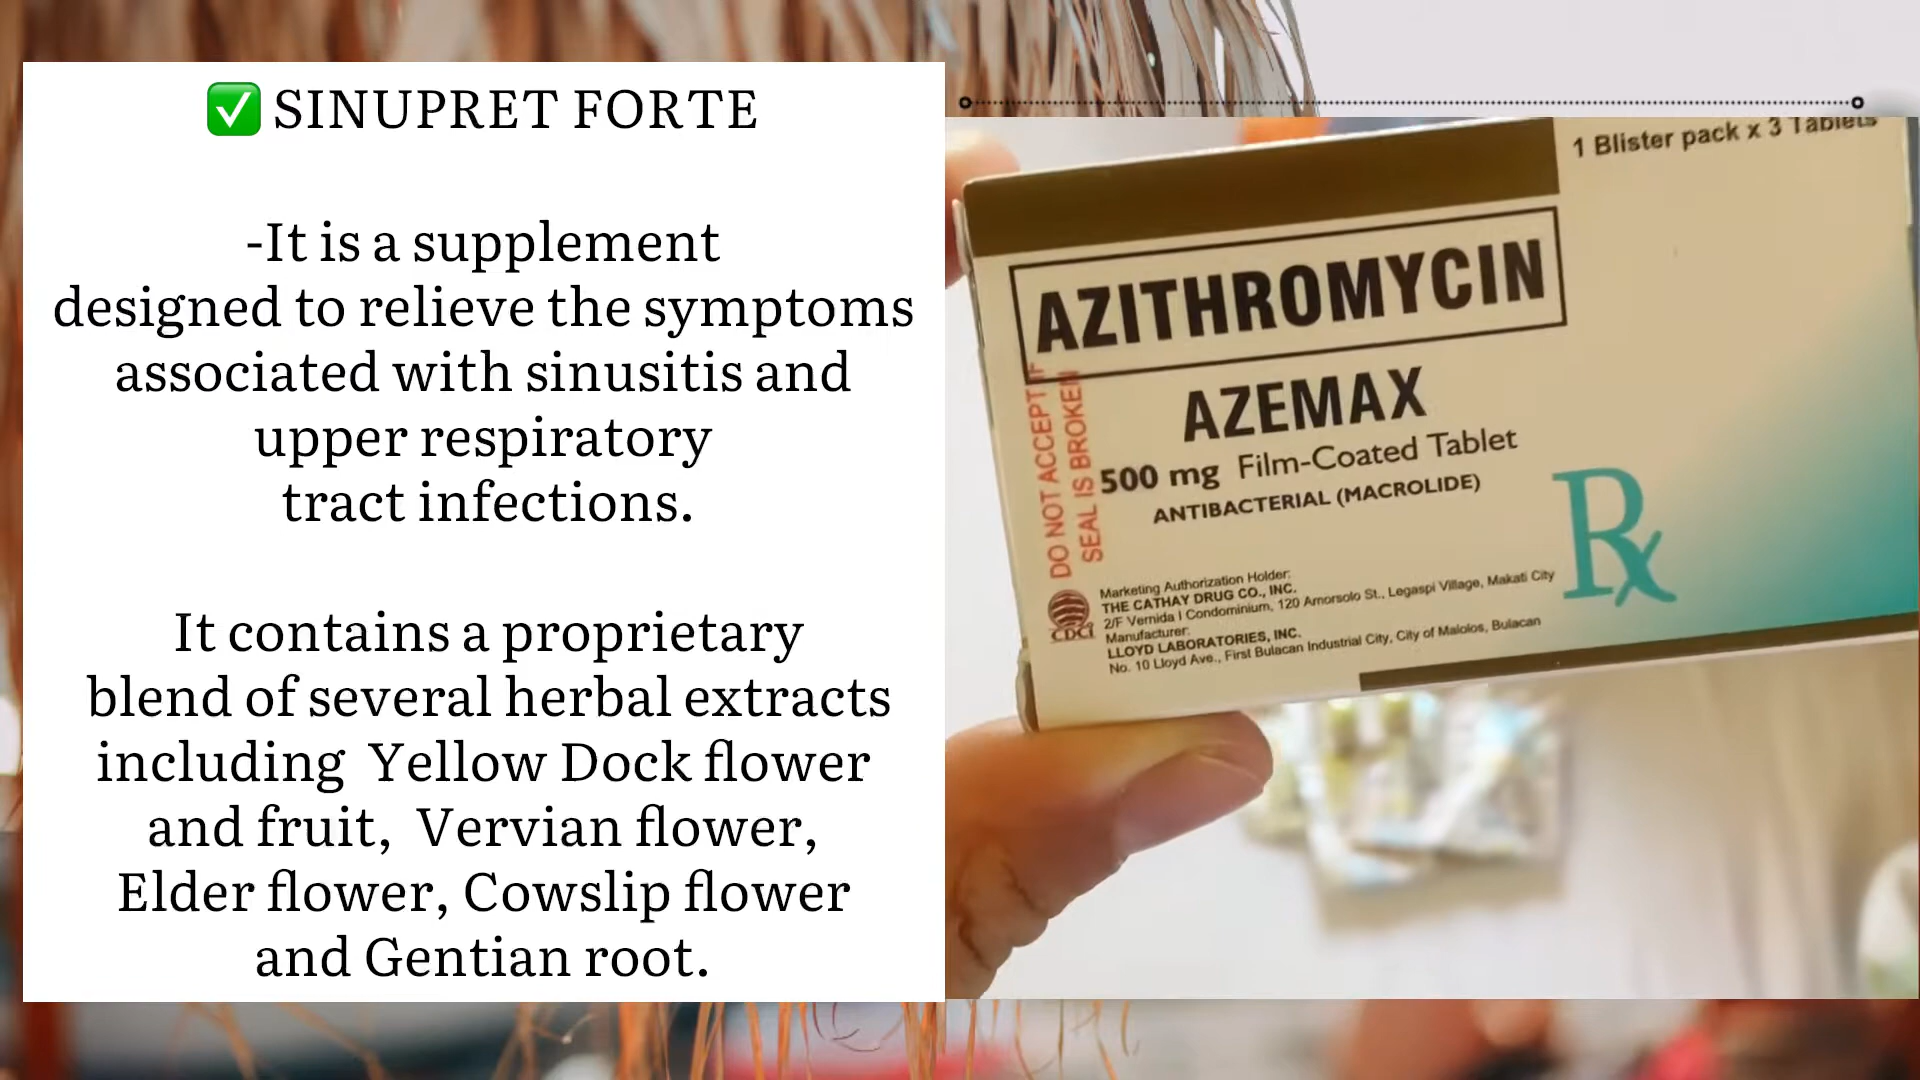 ✅ SINUPRET FORTE
-It is a supplement
designed to relieve the symptoms
associated with sinusitis and
upper respiratory
tract infections.
It contains a proprietary
blend of several herbal extracts
including Yellow Dock flower
and fruit, Vervian flower,
Elder flower, Cowslip flower
and Gentian root.
1 Blister pack x 3 Tablets
AZITHROMYCIN
AZEMAX
500 mg Film-Coated Tablet
ANTIBACTERIAL (MACROLIDE)
DO NOT ACCEPT IF
SEAL IS BROKEN
Rx
Marketing Authorization Holder:
THE CATHAY DRUG CO., INC.
2/F Vernida I Condominium, 120 Amorsolo St., Legaspi Village, Makati City
CDCI
Manufacturer:
LLOYD LABORATORIES, INC.
No. 10 Lloyd Ave., First Bulacan Industrial City, City of Malolos, Bulacan